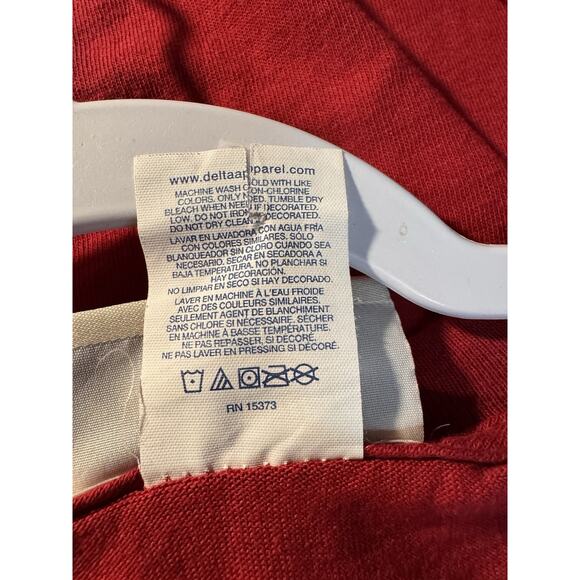 www.deltaapparel.com
MACHINE WASH COLD WITH LIKE
COLORS. ONLY NON-CHLORINE
BLEACH WHEN NEEDED. TUMBLE DRY
LOW. DO NOT IRON IF DECORATED.
DO NOT DRY CLEAN IF DECORATED.
LAVAR EN LAVADORA CON AGUA FRIA
CON COLORES SIMILARES. SÓLO
BLANQUEADOR SIN CLORO CUANDO SEA
NECESARIO. SECAR EN SECADORA A
BAJA TEMPERATURA. NO PLANCHAR SI
HAY DECORACIÓN.
NO LIMPIAR EN SECO SI HAY DECORADO.
LAVER EN MACHINE À L'EAU FROIDE
AVEC DES COULEURS SIMILAIRES.
SEULEMENT AGENT DE BLANCHIMENT
SANS CHLORE SI NÉCESSAIRE. SÉCHER
EN MACHINE À BASSE TEMPÉRATURE.
NE PAS REPASSER, SI DÉCORÉ.
NE PAS LAVER EN PRESSING SI DÉCORÉ.
RN 15373